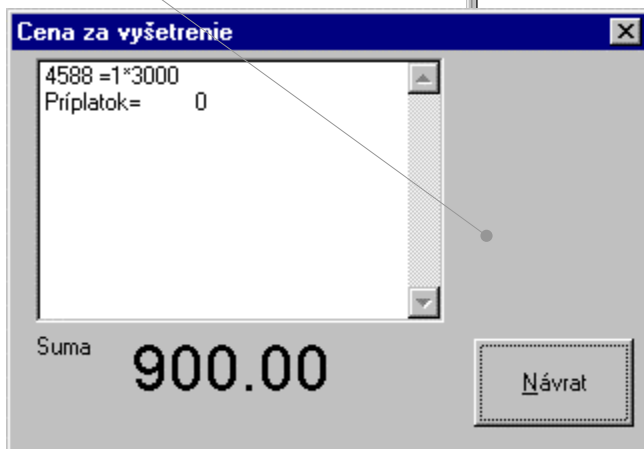 Cena za vyšetrenie
4588 =1*3000
Príplatok= 0
Suma 900.00
Návrat